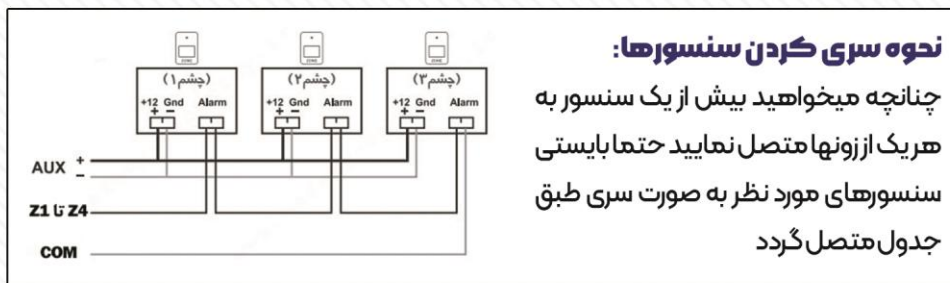 نحوه سری کردن سنسورها:
چنانچه میخواهید بیش از یک سنسور به
هر یک از زونها متصل نمایید حتما بایستی
سنسورهای مورد نظر به صورت سری طبق
جدول متصل گردد
(چشم۱) (چشم۲) (چشم۳)
+12 Gnd Alarm +12 Gnd Alarm +12 Gnd Alarm
+ − + − + −
AUX + −
Z1 تا Z4
COM